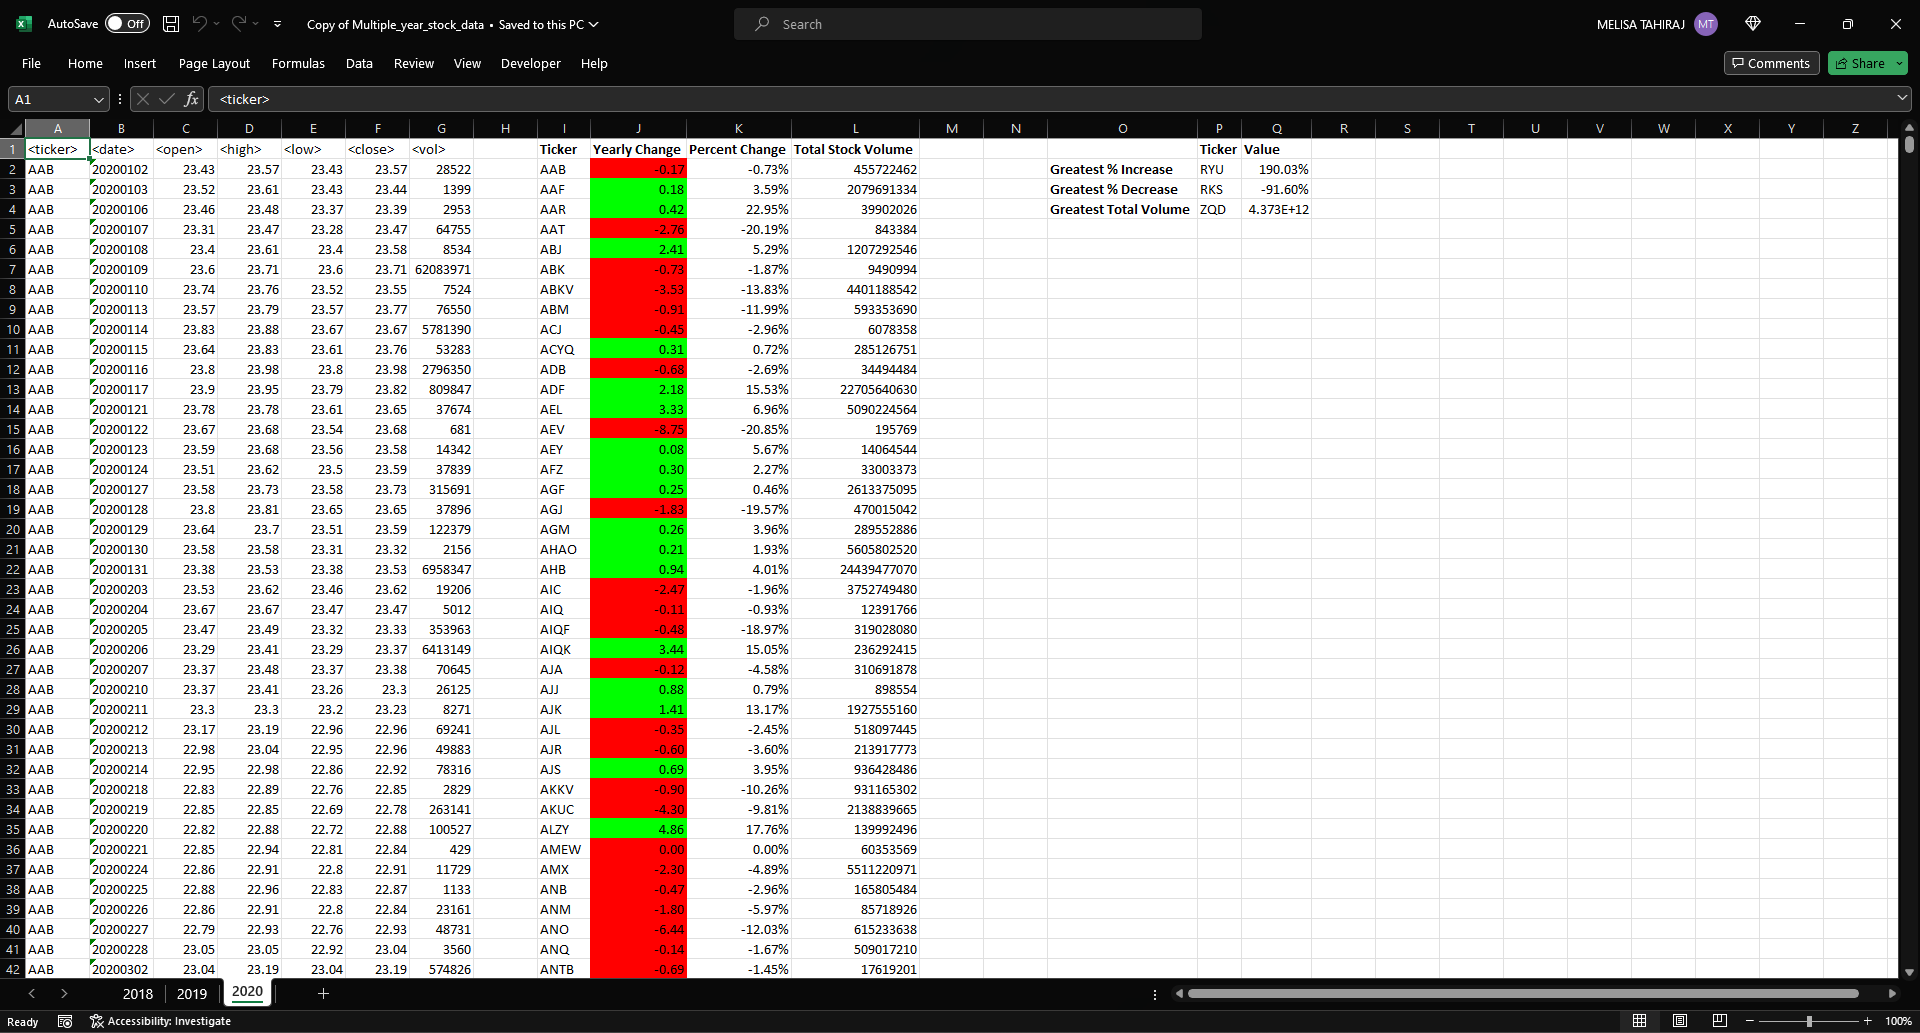 AutoSave Off Copy of Multiple_year_stock_data • Saved to this PC Search MELISA TAHIRAJ MT
File Home Insert Page Layout Formulas Data Review View Developer Help Comments Share
A1 fx <ticker>
A B C D E F G H I J K L M N O P Q R S T U V W X Y Z
1 <ticker> <date> <open> <high> <low> <close> <vol> Ticker Yearly Change Percent Change Total Stock Volume Ticker Value
2 AAB 20200102 23.43 23.57 23.43 23.57 28522 AAB -0.17 -0.73% 455722462 Greatest % Increase RYU 190.03%
3 AAB 20200103 23.52 23.61 23.43 23.44 1399 AAF 0.18 3.59% 2079691334 Greatest % Decrease RKS -91.60%
4 AAB 20200106 23.46 23.48 23.37 23.39 2953 AAR 0.42 22.95% 39902026 Greatest Total Volume ZQD 4.373E+12
5 AAB 20200107 23.31 23.47 23.28 23.47 64755 AAT -2.76 -20.19% 843384
6 AAB 20200108 23.4 23.61 23.4 23.58 8534 ABJ 2.41 5.29% 1207292546
7 AAB 20200109 23.6 23.71 23.6 23.71 62083971 ABK -0.73 -1.87% 9490994
8 AAB 20200110 23.74 23.76 23.52 23.55 7524 ABKV -3.53 -13.83% 4401188542
9 AAB 20200113 23.57 23.79 23.57 23.77 76550 ABM -0.91 -11.99% 593353690
10 AAB 20200114 23.83 23.88 23.67 23.67 5781390 ACJ -0.45 -2.96% 6078358
11 AAB 20200115 23.64 23.83 23.61 23.76 53283 ACYQ 0.31 0.72% 285126751
12 AAB 20200116 23.8 23.98 23.8 23.98 2796350 ADB -0.68 -2.69% 34494484
13 AAB 20200117 23.9 23.95 23.79 23.82 809847 ADF 2.18 15.53% 22705640630
14 AAB 20200121 23.78 23.78 23.61 23.65 37674 AEL 3.33 6.96% 5090224564
15 AAB 20200122 23.67 23.68 23.54 23.68 681 AEV -8.75 -20.85% 195769
16 AAB 20200123 23.59 23.68 23.56 23.58 14342 AEY 0.08 5.67% 14064544
17 AAB 20200124 23.51 23.62 23.5 23.59 37839 AFZ 0.30 2.27% 33003373
18 AAB 20200127 23.58 23.73 23.58 23.73 315691 AGF 0.25 0.46% 2613375095
19 AAB 20200128 23.8 23.81 23.65 23.65 37896 AGJ -1.83 -19.57% 470015042
20 AAB 20200129 23.64 23.7 23.51 23.59 122379 AGM 0.26 3.96% 289552886
21 AAB 20200130 23.58 23.58 23.31 23.32 2156 AHAO 0.21 1.93% 5605802520
22 AAB 20200131 23.38 23.53 23.38 23.53 6958347 AHB 0.94 4.01% 24439477070
23 AAB 20200203 23.53 23.62 23.46 23.62 19206 AIC -2.47 -1.96% 3752749480
24 AAB 20200204 23.67 23.67 23.47 23.47 5012 AIQ -0.11 -0.93% 12391766
25 AAB 20200205 23.47 23.49 23.32 23.33 353963 AIQF -0.48 -18.97% 319028080
26 AAB 20200206 23.29 23.41 23.29 23.37 6413149 AIQK 3.44 15.05% 236292415
27 AAB 20200207 23.37 23.48 23.37 23.38 70645 AJA -0.12 -4.58% 310691878
28 AAB 20200210 23.37 23.41 23.26 23.3 26125 AJJ 0.88 0.79% 898554
29 AAB 20200211 23.3 23.3 23.2 23.23 8271 AJK 1.41 13.17% 1927555160
30 AAB 20200212 23.17 23.19 22.96 22.96 69241 AJL -0.35 -2.45% 518097445
31 AAB 20200213 22.98 23.04 22.95 22.96 49883 AJR -0.60 -3.60% 213917773
32 AAB 20200214 22.95 22.98 22.86 22.92 78316 AJS 0.69 3.95% 936428486
33 AAB 20200218 22.83 22.89 22.76 22.85 2829 AKKV -0.90 -10.26% 931165302
34 AAB 20200219 22.85 22.85 22.69 22.78 263141 AKUC -4.30 -9.81% 2138839665
35 AAB 20200220 22.82 22.88 22.72 22.88 100527 ALZY 4.86 17.76% 139992496
36 AAB 20200221 22.85 22.94 22.81 22.84 429 AMEW 0.00 0.00% 60353569
37 AAB 20200224 22.86 22.91 22.8 22.91 11729 AMX -2.30 -4.89% 5511220971
38 AAB 20200225 22.88 22.96 22.83 22.87 1133 ANB -0.47 -2.96% 165805484
39 AAB 20200226 22.86 22.91 22.8 22.84 23161 ANM -1.80 -5.97% 85718926
40 AAB 20200227 22.79 22.93 22.76 22.93 48731 ANO -6.44 -12.03% 615233638
41 AAB 20200228 23.05 23.05 22.92 23.04 3560 ANQ -0.14 -1.67% 509017210
42 AAB 20200302 23.04 23.19 23.04 23.19 574826 ANTB -0.69 -1.45% 17619201
2018 2019 2020
Ready Accessibility: Investigate 100%